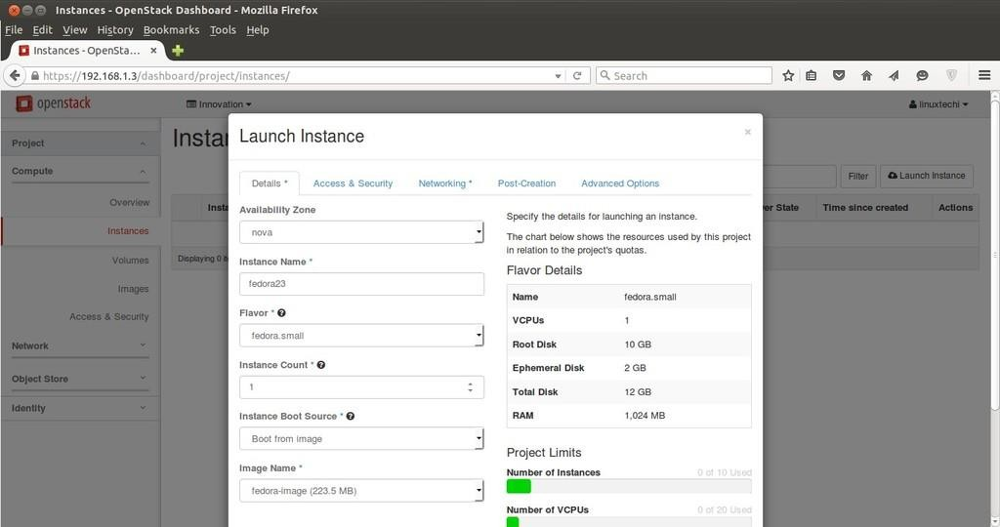 Instances - OpenStack Dashboard - Mozilla Firefox
File Edit View History Bookmarks Tools Help
Instances - OpenSta...
https://192.168.1.3/dashboard/project/instances/
Search
openstack
Innovation
linuxtechi
Launch Instance
×
Project
Compute
Overview
Instances
Volumes
Images
Access & Security
Network
Object Store
Identity
Insta
Filter
Launch Instance
Insta
er State
Time since created
Actions
Displaying 0 it
Details *
Access & Security
Networking *
Post-Creation
Advanced Options
Availability Zone
nova
Instance Name *
fedora23
Flavor *
fedora.small
Instance Count *
1
Instance Boot Source *
Boot from image
Image Name *
fedora-image (223.5 MB)
Specify the details for launching an instance.
The chart below shows the resources used by this project
in relation to the project's quotas.
Flavor Details
Name fedora.small
VCPUs 1
Root Disk 10 GB
Ephemeral Disk 2 GB
Total Disk 12 GB
RAM 1,024 MB
Project Limits
Number of Instances 0 of 10 Used
Number of VCPUs 0 of 20 Used